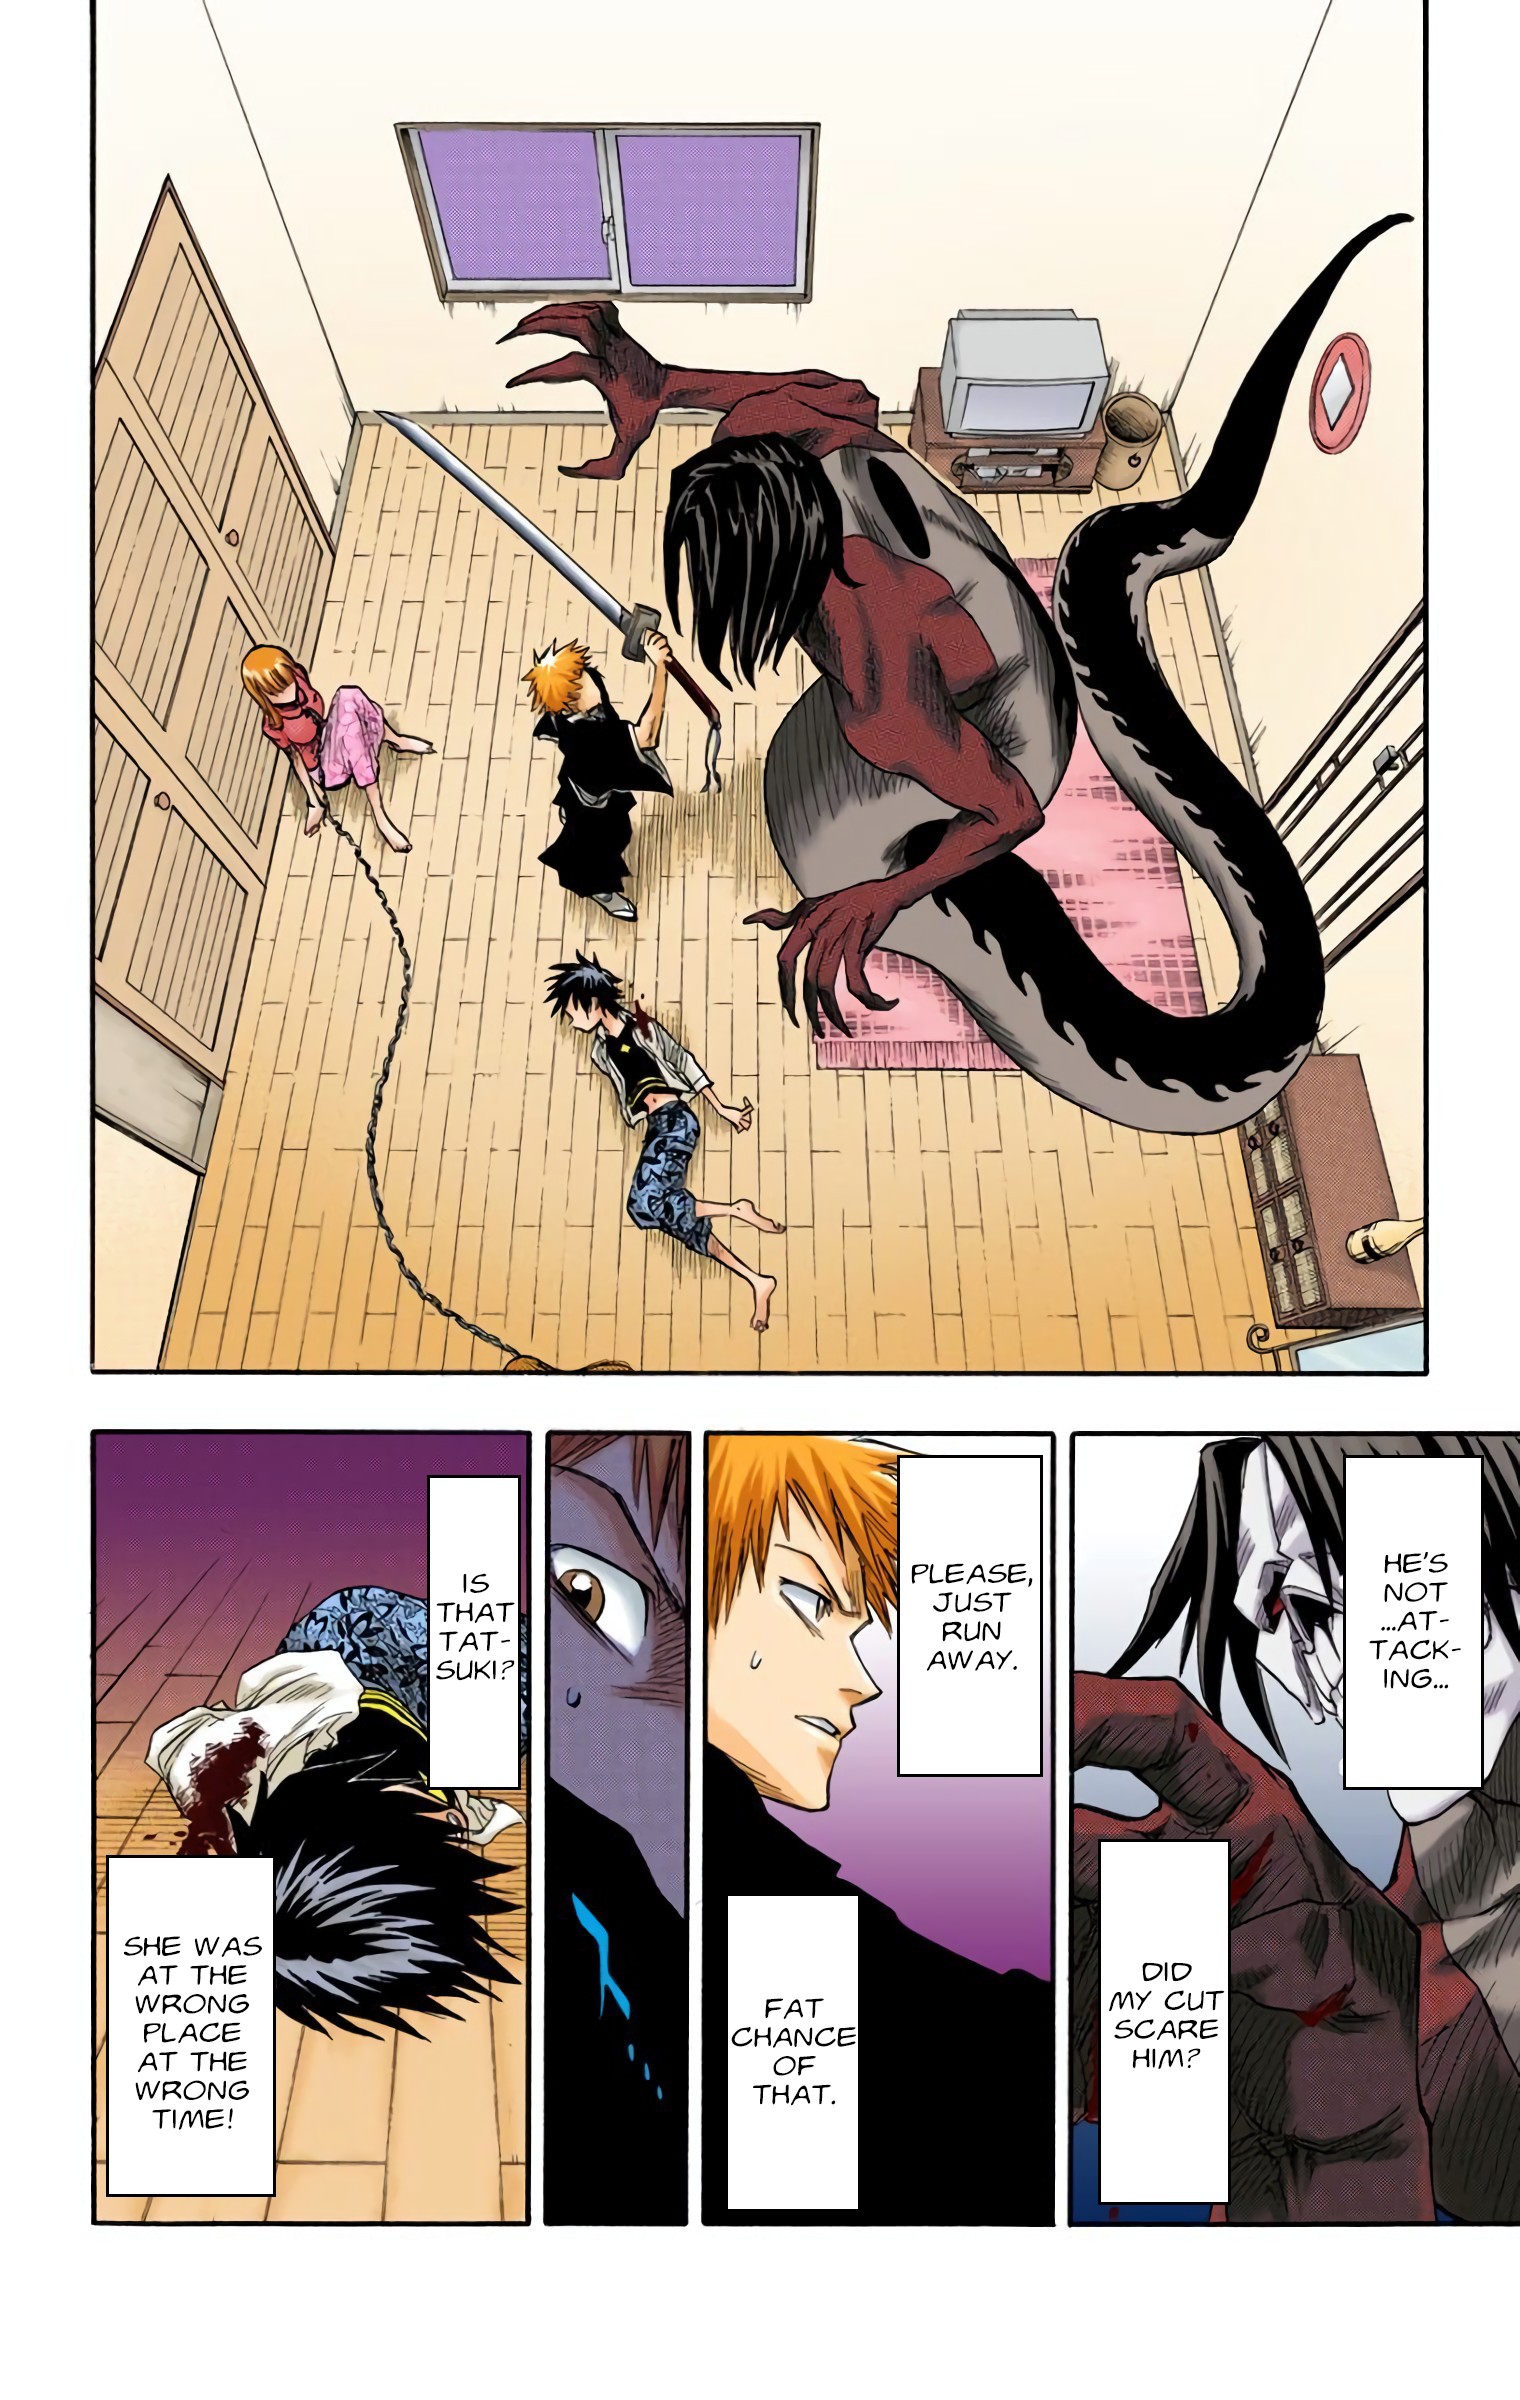 HE'S
NOT
...AT-
TACK-
ING...
DID
MY CUT
SCARE
HIM?
PLEASE,
JUST
RUN
AWAY.
FAT
CHANCE
OF
THAT.
IS
THAT
TAT-
SUKI?
SHE WAS
AT THE
WRONG
PLACE
AT THE
WRONG
TIME!